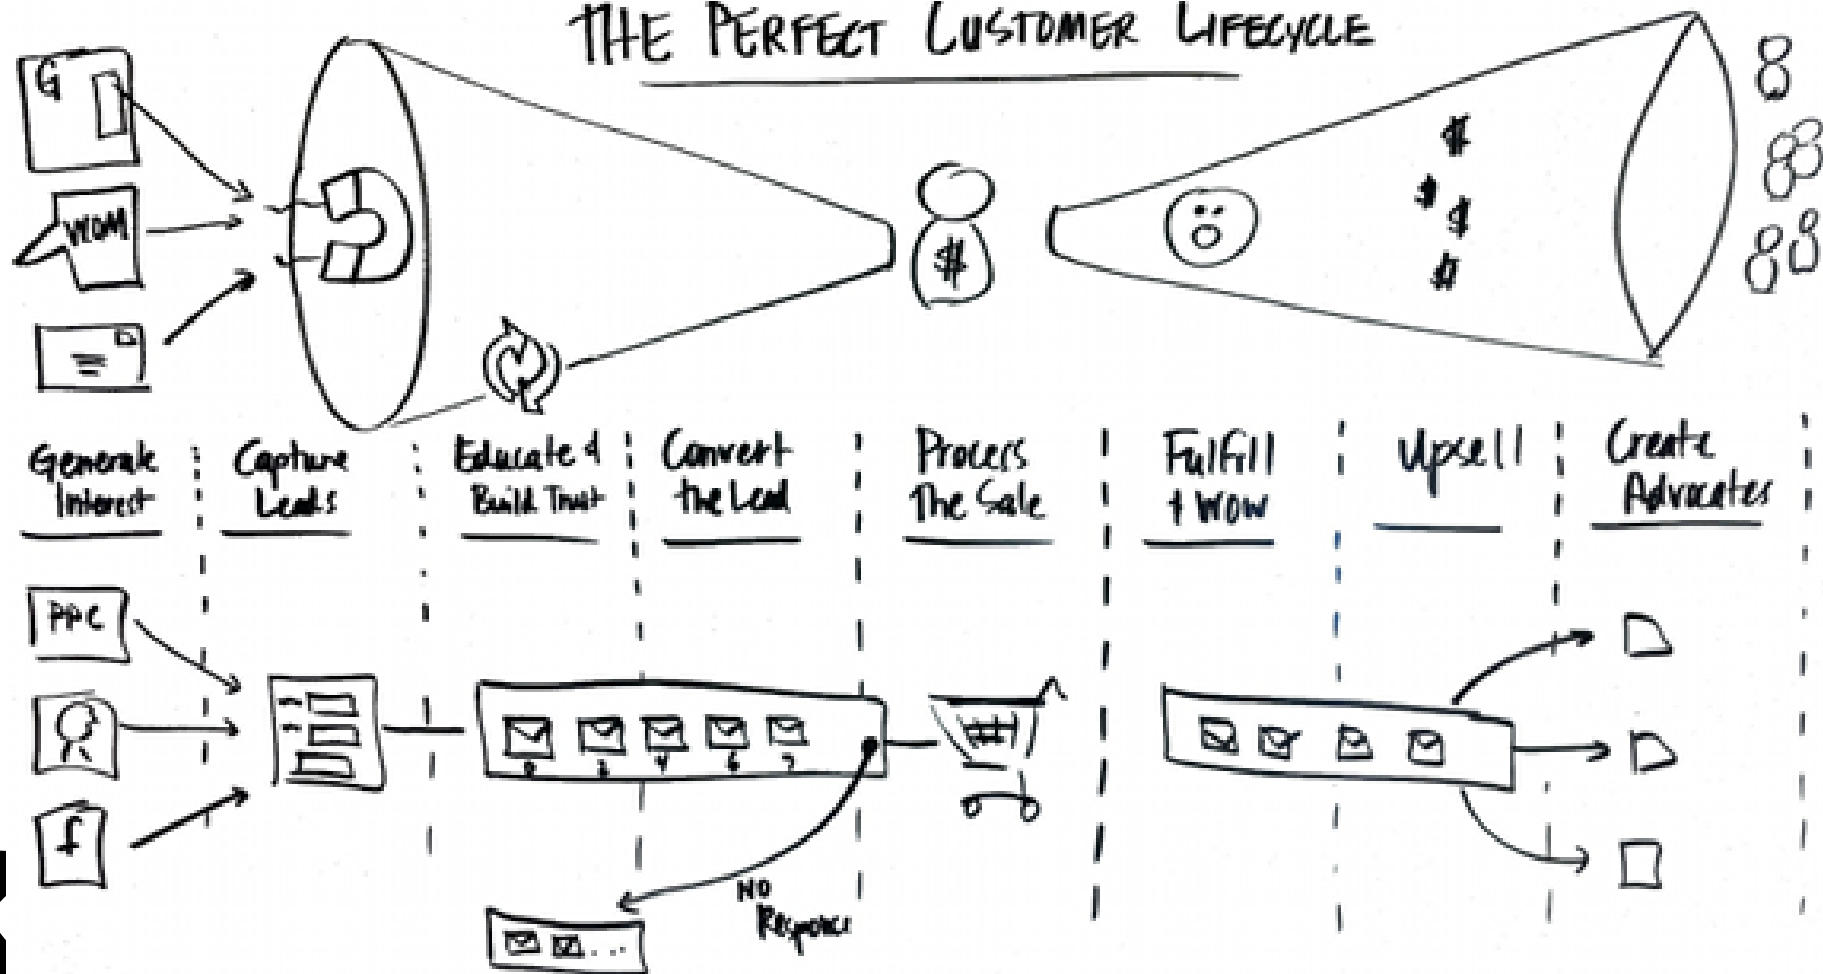 THE PERFECT CUSTOMER LIFECYCLE
G
WOM
$
$
$
$
$
Generate
Interest
Capture
Leads
Educate &
Build Trust
Convert
the Lead
Process
The Sale
Fulfill
+ WOW
Upsell
Create
Advocates
PPC
f
No
Response